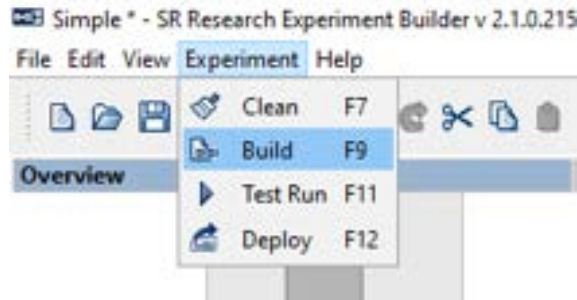 Simple * - SR Research Experiment Builder v 2.1.0.215
File Edit View Experiment Help
Clean F7
Build F9
Overview
Test Run F11
Deploy F12